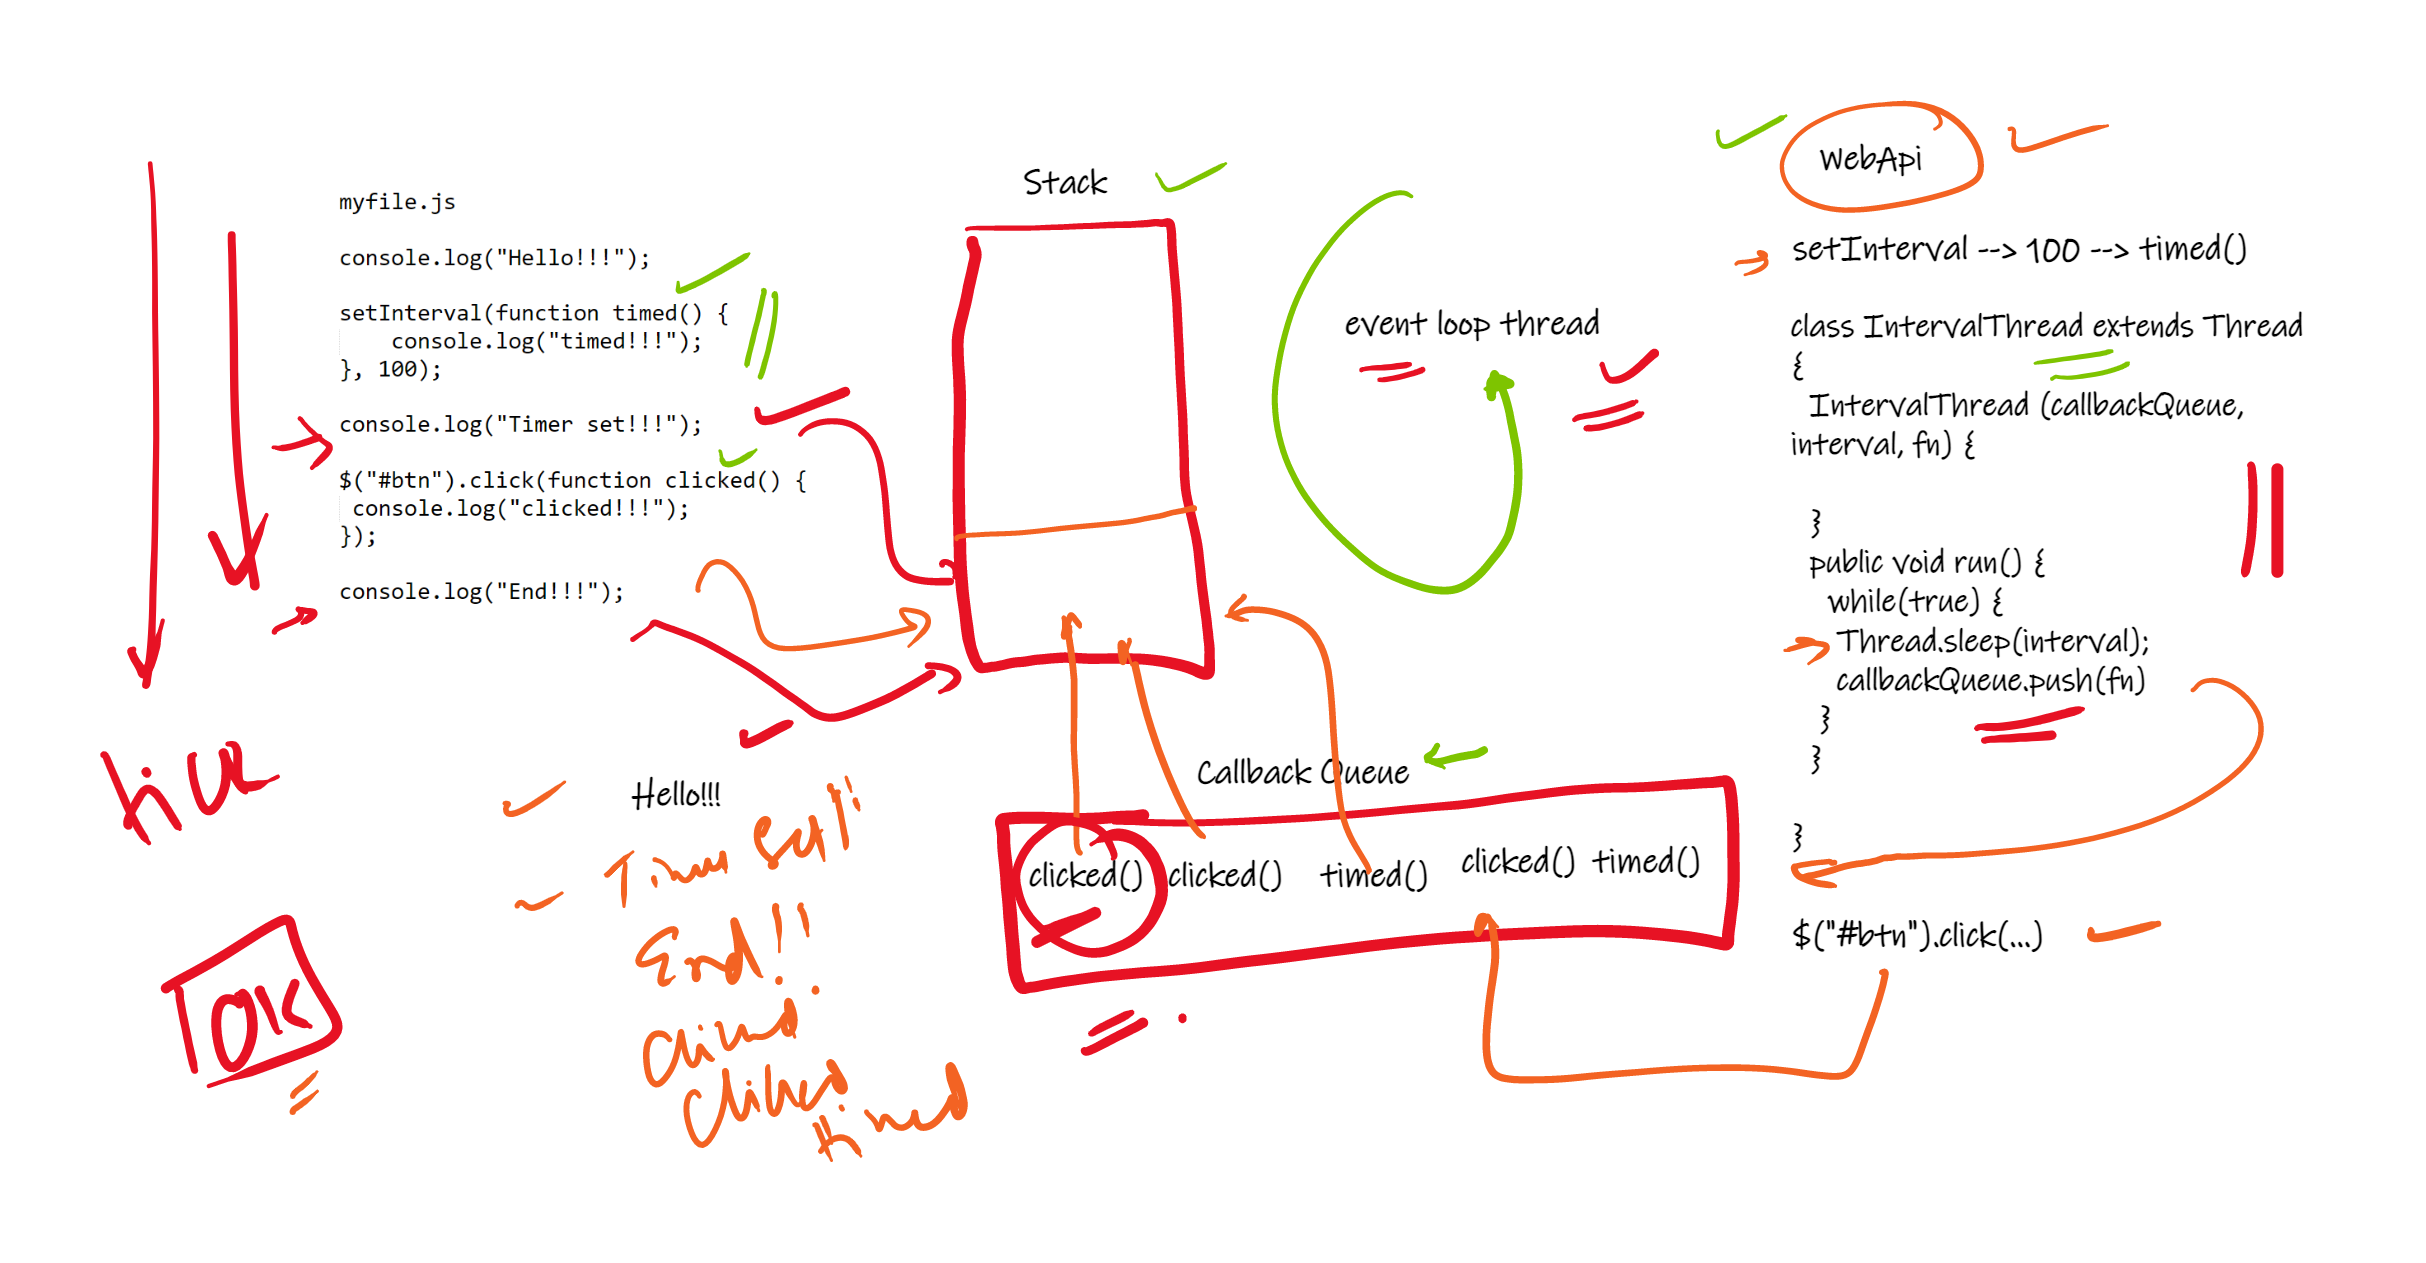 myfile.js
console.log("Hello!!!");
setInterval(function timed() {
    console.log("timed!!!");
}, 100);
console.log("Timer set!!!");
$("#btn").click(function clicked() {
 console.log("clicked!!!");
});
console.log("End!!!");
time
OK
Hello!!!
Timer Set!!
End!!
Clicked
Clicked
timed
Stack
event loop thread
Callback Queue
clicked() clicked() timed() clicked() timed()
WebApi
setInterval --> 100 --> timed()
class IntervalThread extends Thread
{
  IntervalThread (callbackQueue,
interval, fn) {
  }
  public void run() {
    while(true) {
     Thread.sleep(interval);
     callbackQueue.push(fn)
   }
  }
}
$("#btn").click(...)